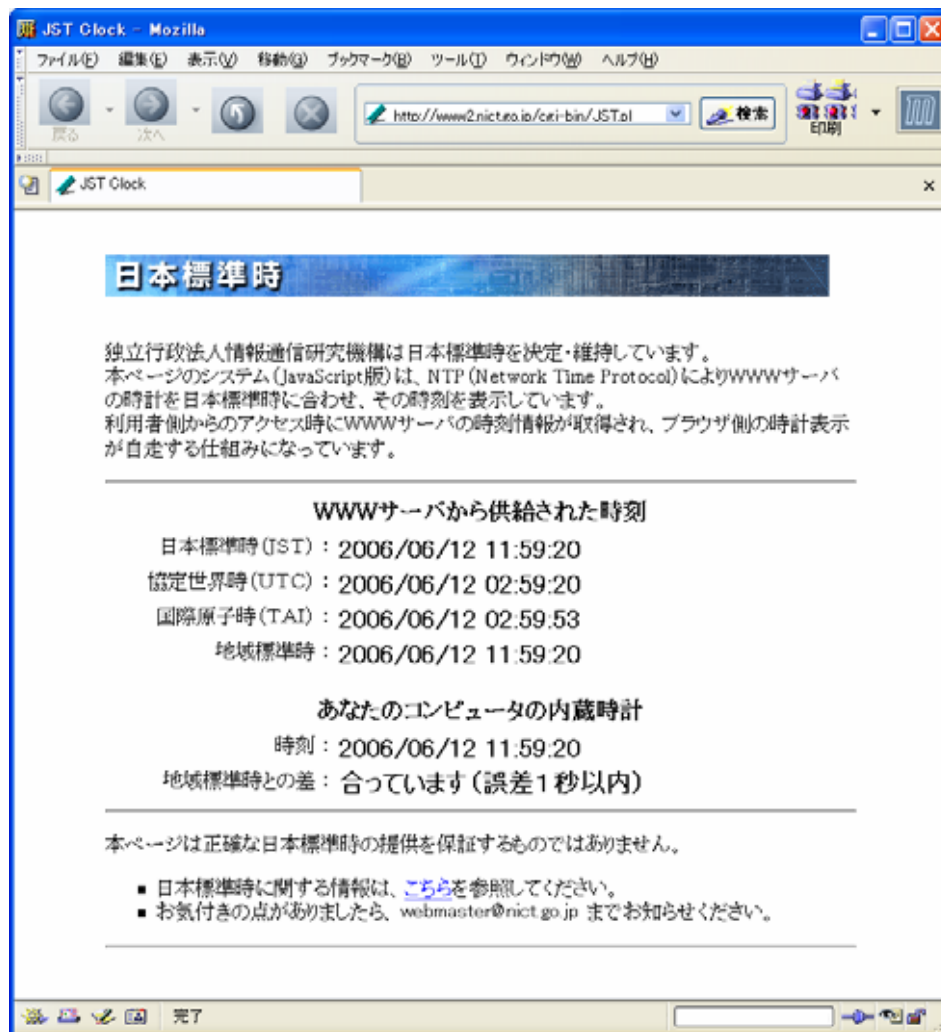 JST Clock - Mozilla
ファイル(F) 編集(E) 表示(V) 移動(G) ブックマーク(B) ツール(T) ウィンドウ(W) ヘルプ(H)
戻る 次へ http://www2.nict.go.jp/cgi-bin/JST.pl 検索 印刷
JST Clock
日本標準時
独立行政法人情報通信研究機構は日本標準時を決定・維持しています。
本ページのシステム(JavaScript版)は、NTP(Network Time Protocol)によりWWWサーバ
の時計を日本標準時に合わせ、その時刻を表示しています。
利用者側からのアクセス時にWWWサーバの時刻情報が取得され、ブラウザ側の時計表示
が自走する仕組みになっています。
WWWサーバから供給された時刻
日本標準時(JST) : 2006/06/12 11:59:20
協定世界時(UTC) : 2006/06/12 02:59:20
国際原子時(TAI) : 2006/06/12 02:59:53
地域標準時 : 2006/06/12 11:59:20
あなたのコンピュータの内蔵時計
時刻 : 2006/06/12 11:59:20
地域標準時との差 : 合っています(誤差1秒以内)
本ページは正確な日本標準時の提供を保証するものではありません。
■ 日本標準時に関する情報は、こちらを参照してください。
■ お気付きの点がありましたら、webmaster@nict.go.jp までお知らせください。
完了